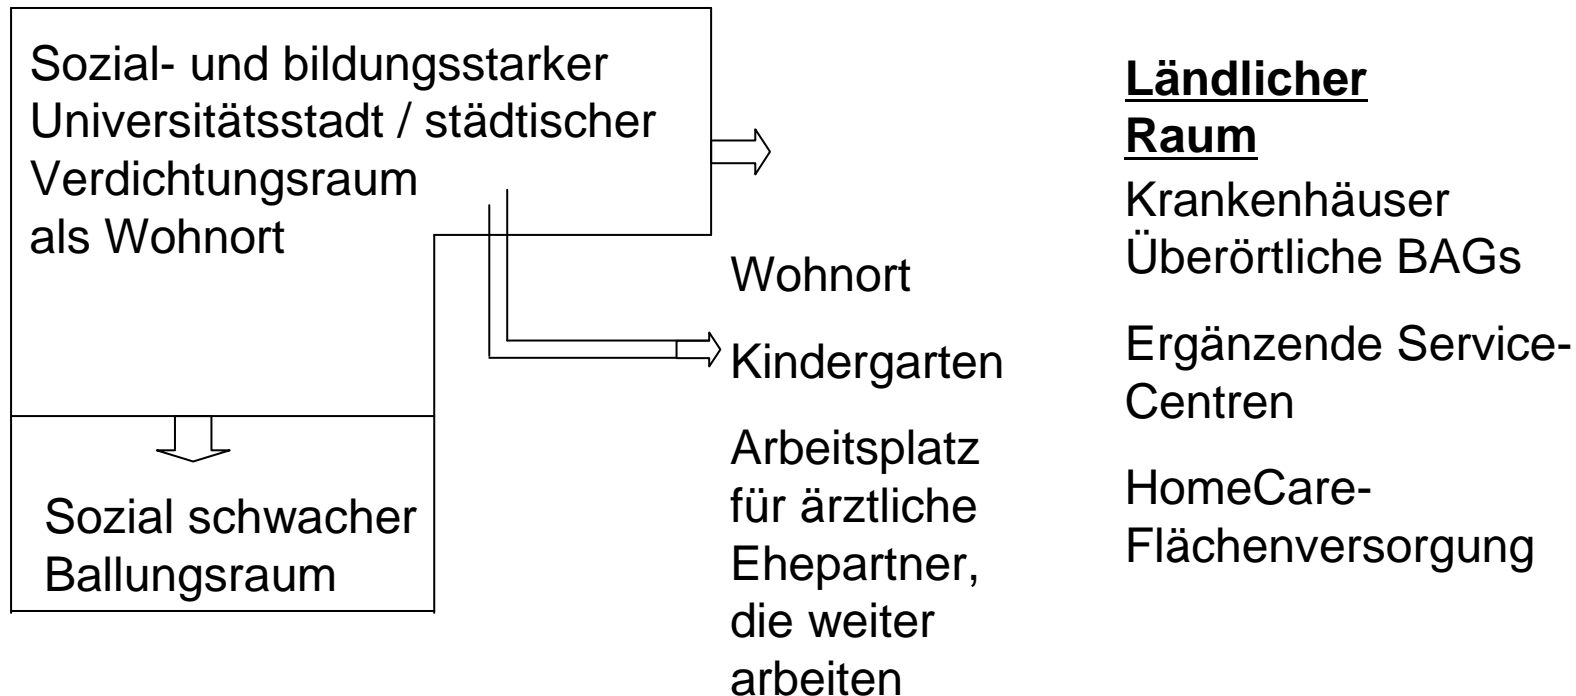 Sozial- und bildungsstarker
Universitätsstadt / städtischer
Verdichtungsraum
als Wohnort
Sozial schwacher
Ballungsraum
Wohnort
Kindergarten
Arbeitsplatz
für ärztliche
Ehepartner,
die weiter
arbeiten
Ländlicher
Raum
Krankenhäuser
Überörtliche BAGs
Ergänzende Service-
Centren
HomeCare-
Flächenversorgung